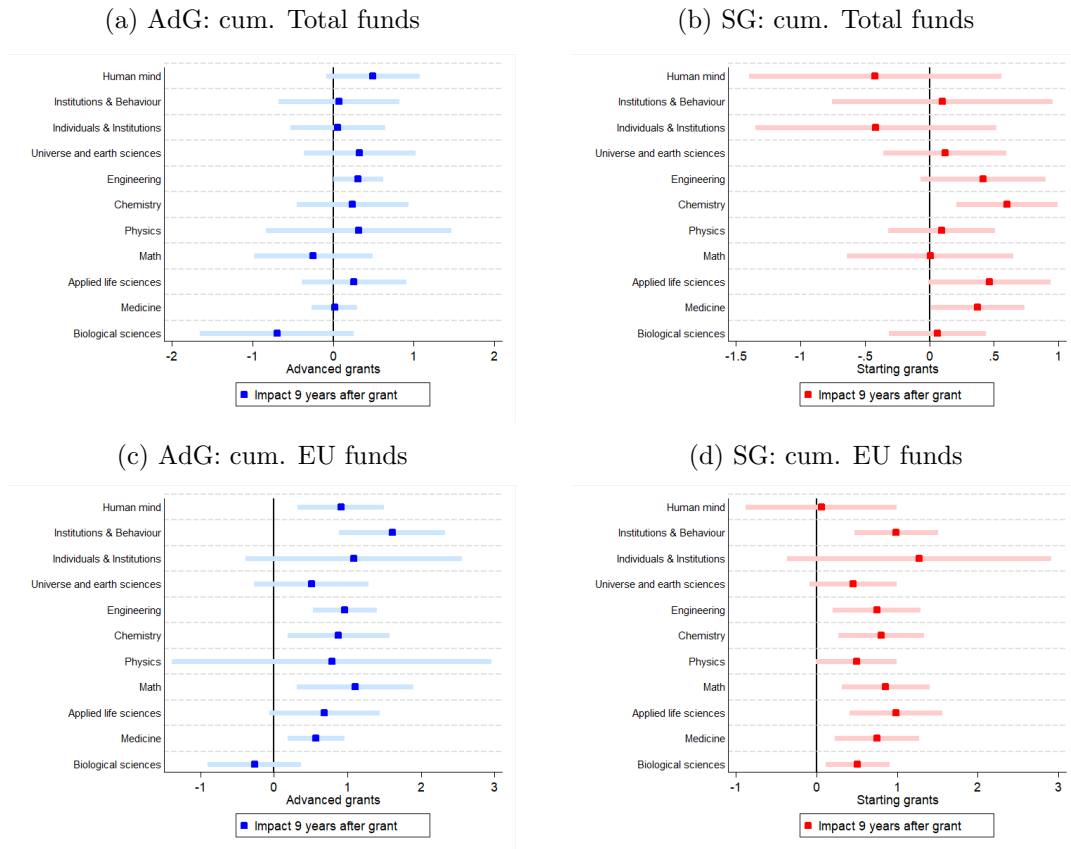 (a) AdG: cum. Total funds
Human mind
Institutions & Behaviour
Individuals & Institutions
Universe and earth sciences
Engineering
Chemistry
Physics
Math
Applied life sciences
Medicine
Biological sciences
-2 -1 0 1 2
Advanced grants
Impact 9 years after grant
(b) SG: cum. Total funds
Human mind
Institutions & Behaviour
Individuals & Institutions
Universe and earth sciences
Engineering
Chemistry
Physics
Math
Applied life sciences
Medicine
Biological sciences
-1.5 -1 -.5 0 .5 1
Starting grants
Impact 9 years after grant
(c) AdG: cum. EU funds
Human mind
Institutions & Behaviour
Individuals & Institutions
Universe and earth sciences
Engineering
Chemistry
Physics
Math
Applied life sciences
Medicine
Biological sciences
-1 0 1 2 3
Advanced grants
Impact 9 years after grant
(d) SG: cum. EU funds
Human mind
Institutions & Behaviour
Individuals & Institutions
Universe and earth sciences
Engineering
Chemistry
Physics
Math
Applied life sciences
Medicine
Biological sciences
-1 0 1 2 3
Starting grants
Impact 9 years after grant